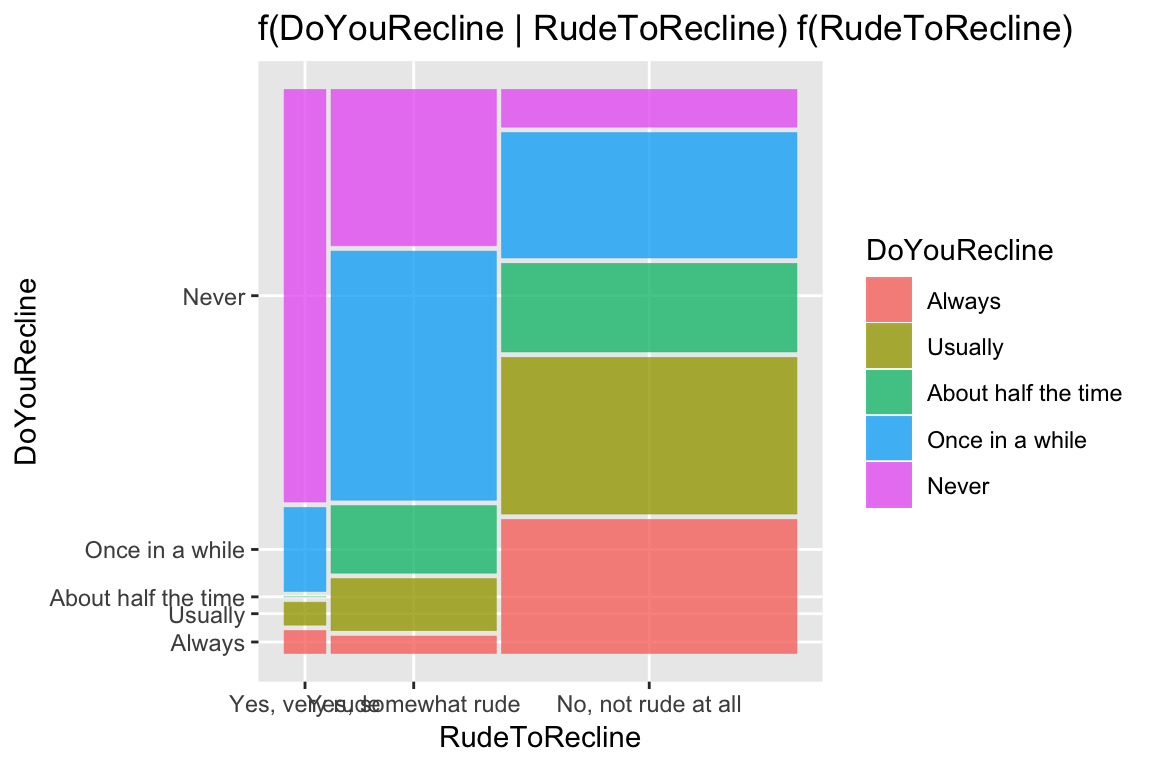 f(DoYouRecline | RudeToRecline) f(RudeToRecline)
DoYouRecline
Never
Once in a while
About half the time
Usually
Always
Yes, very rude
Yes, somewhat rude
No, not rude at all
RudeToRecline
DoYouRecline
Always
Usually
About half the time
Once in a while
Never